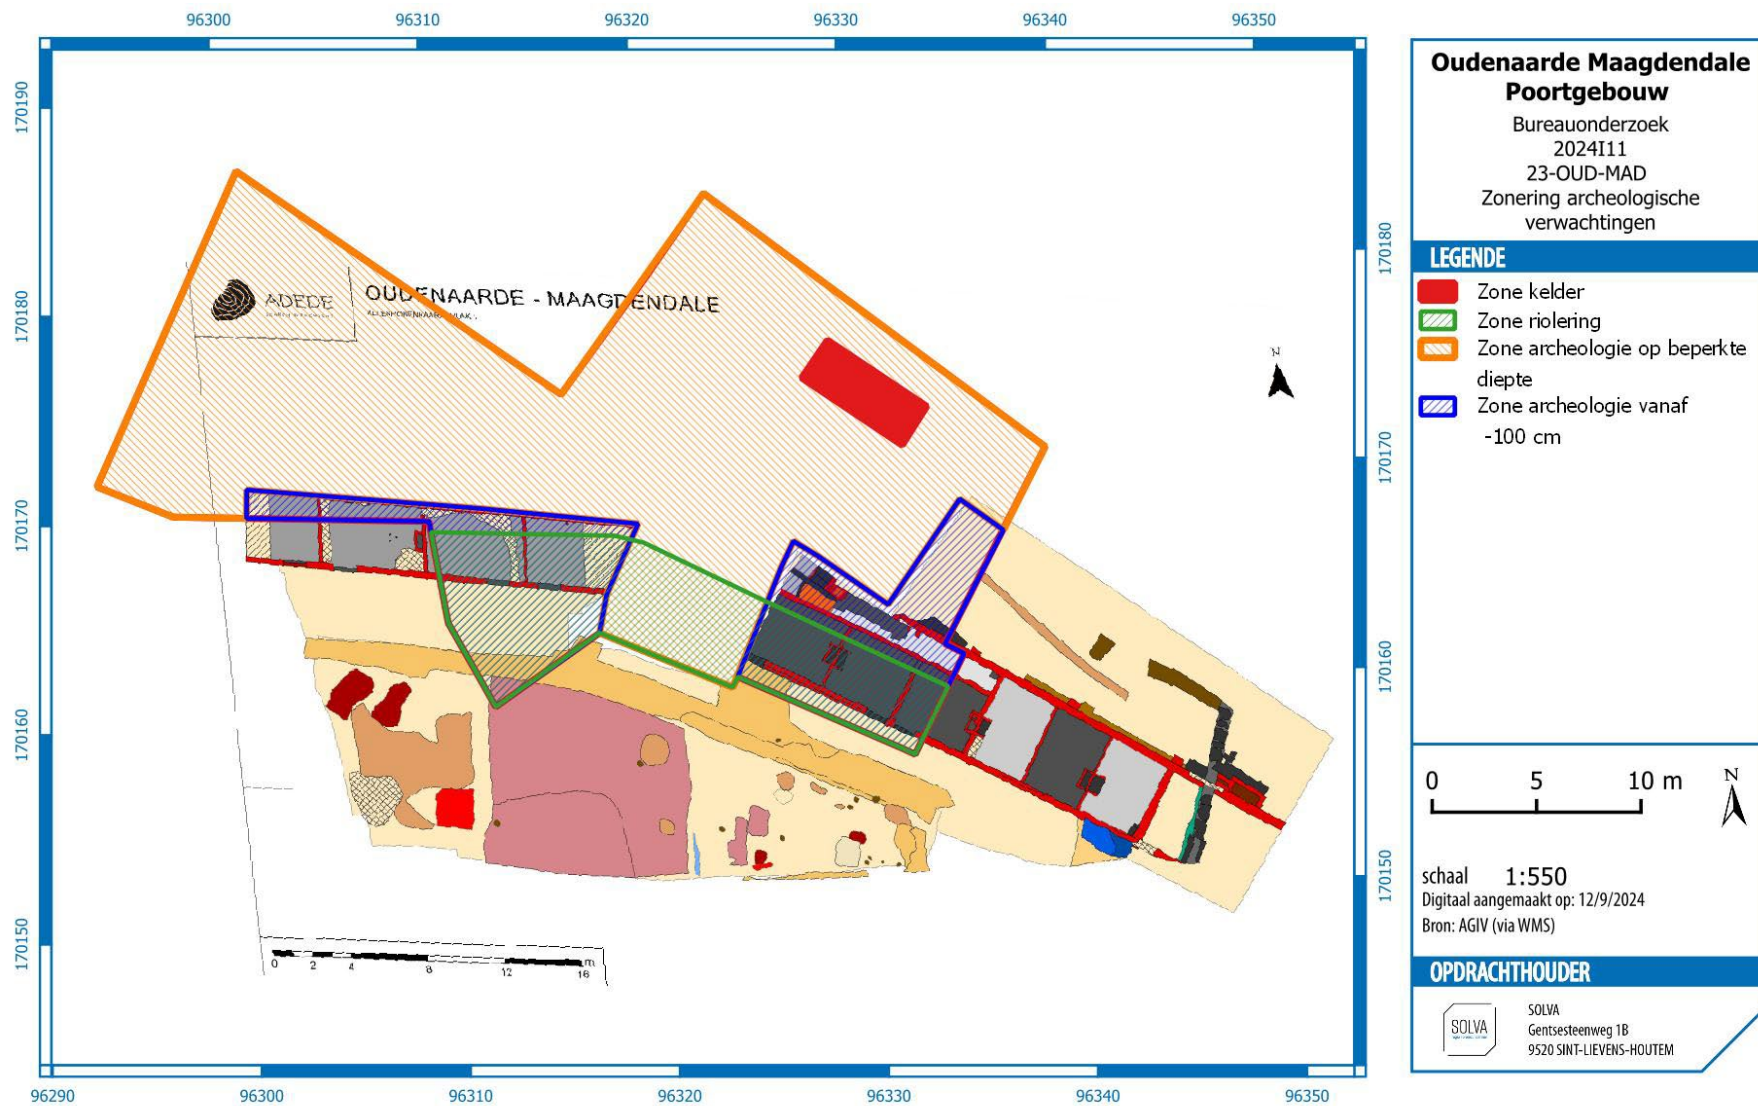 96300 96310 96320 96330 96340 96350
170190
170180
170170
170160
170150
170180
170170
170160
170150
96290 96300 96310 96320 96330 96340 96350
ADEDE
OUDENAARDE - MAAGDENDALE
N
0 2 4 8 12 16 m
Oudenaarde Maagdendale
Poortgebouw
Bureauonderzoek
2024I11
23-OUD-MAD
Zonering archeologische
verwachtingen
LEGENDE
Zone kelder
Zone riolering
Zone archeologie op beperkte
diepte
Zone archeologie vanaf
-100 cm
0 5 10 m
N
schaal 1:550
Digitaal aangemaakt op: 12/9/2024
Bron: AGIV (via WMS)
OPDRACHTHOUDER
SOLVA
SOLVA
Gentsesteenweg 1B
9520 SINT-LIEVENS-HOUTEM